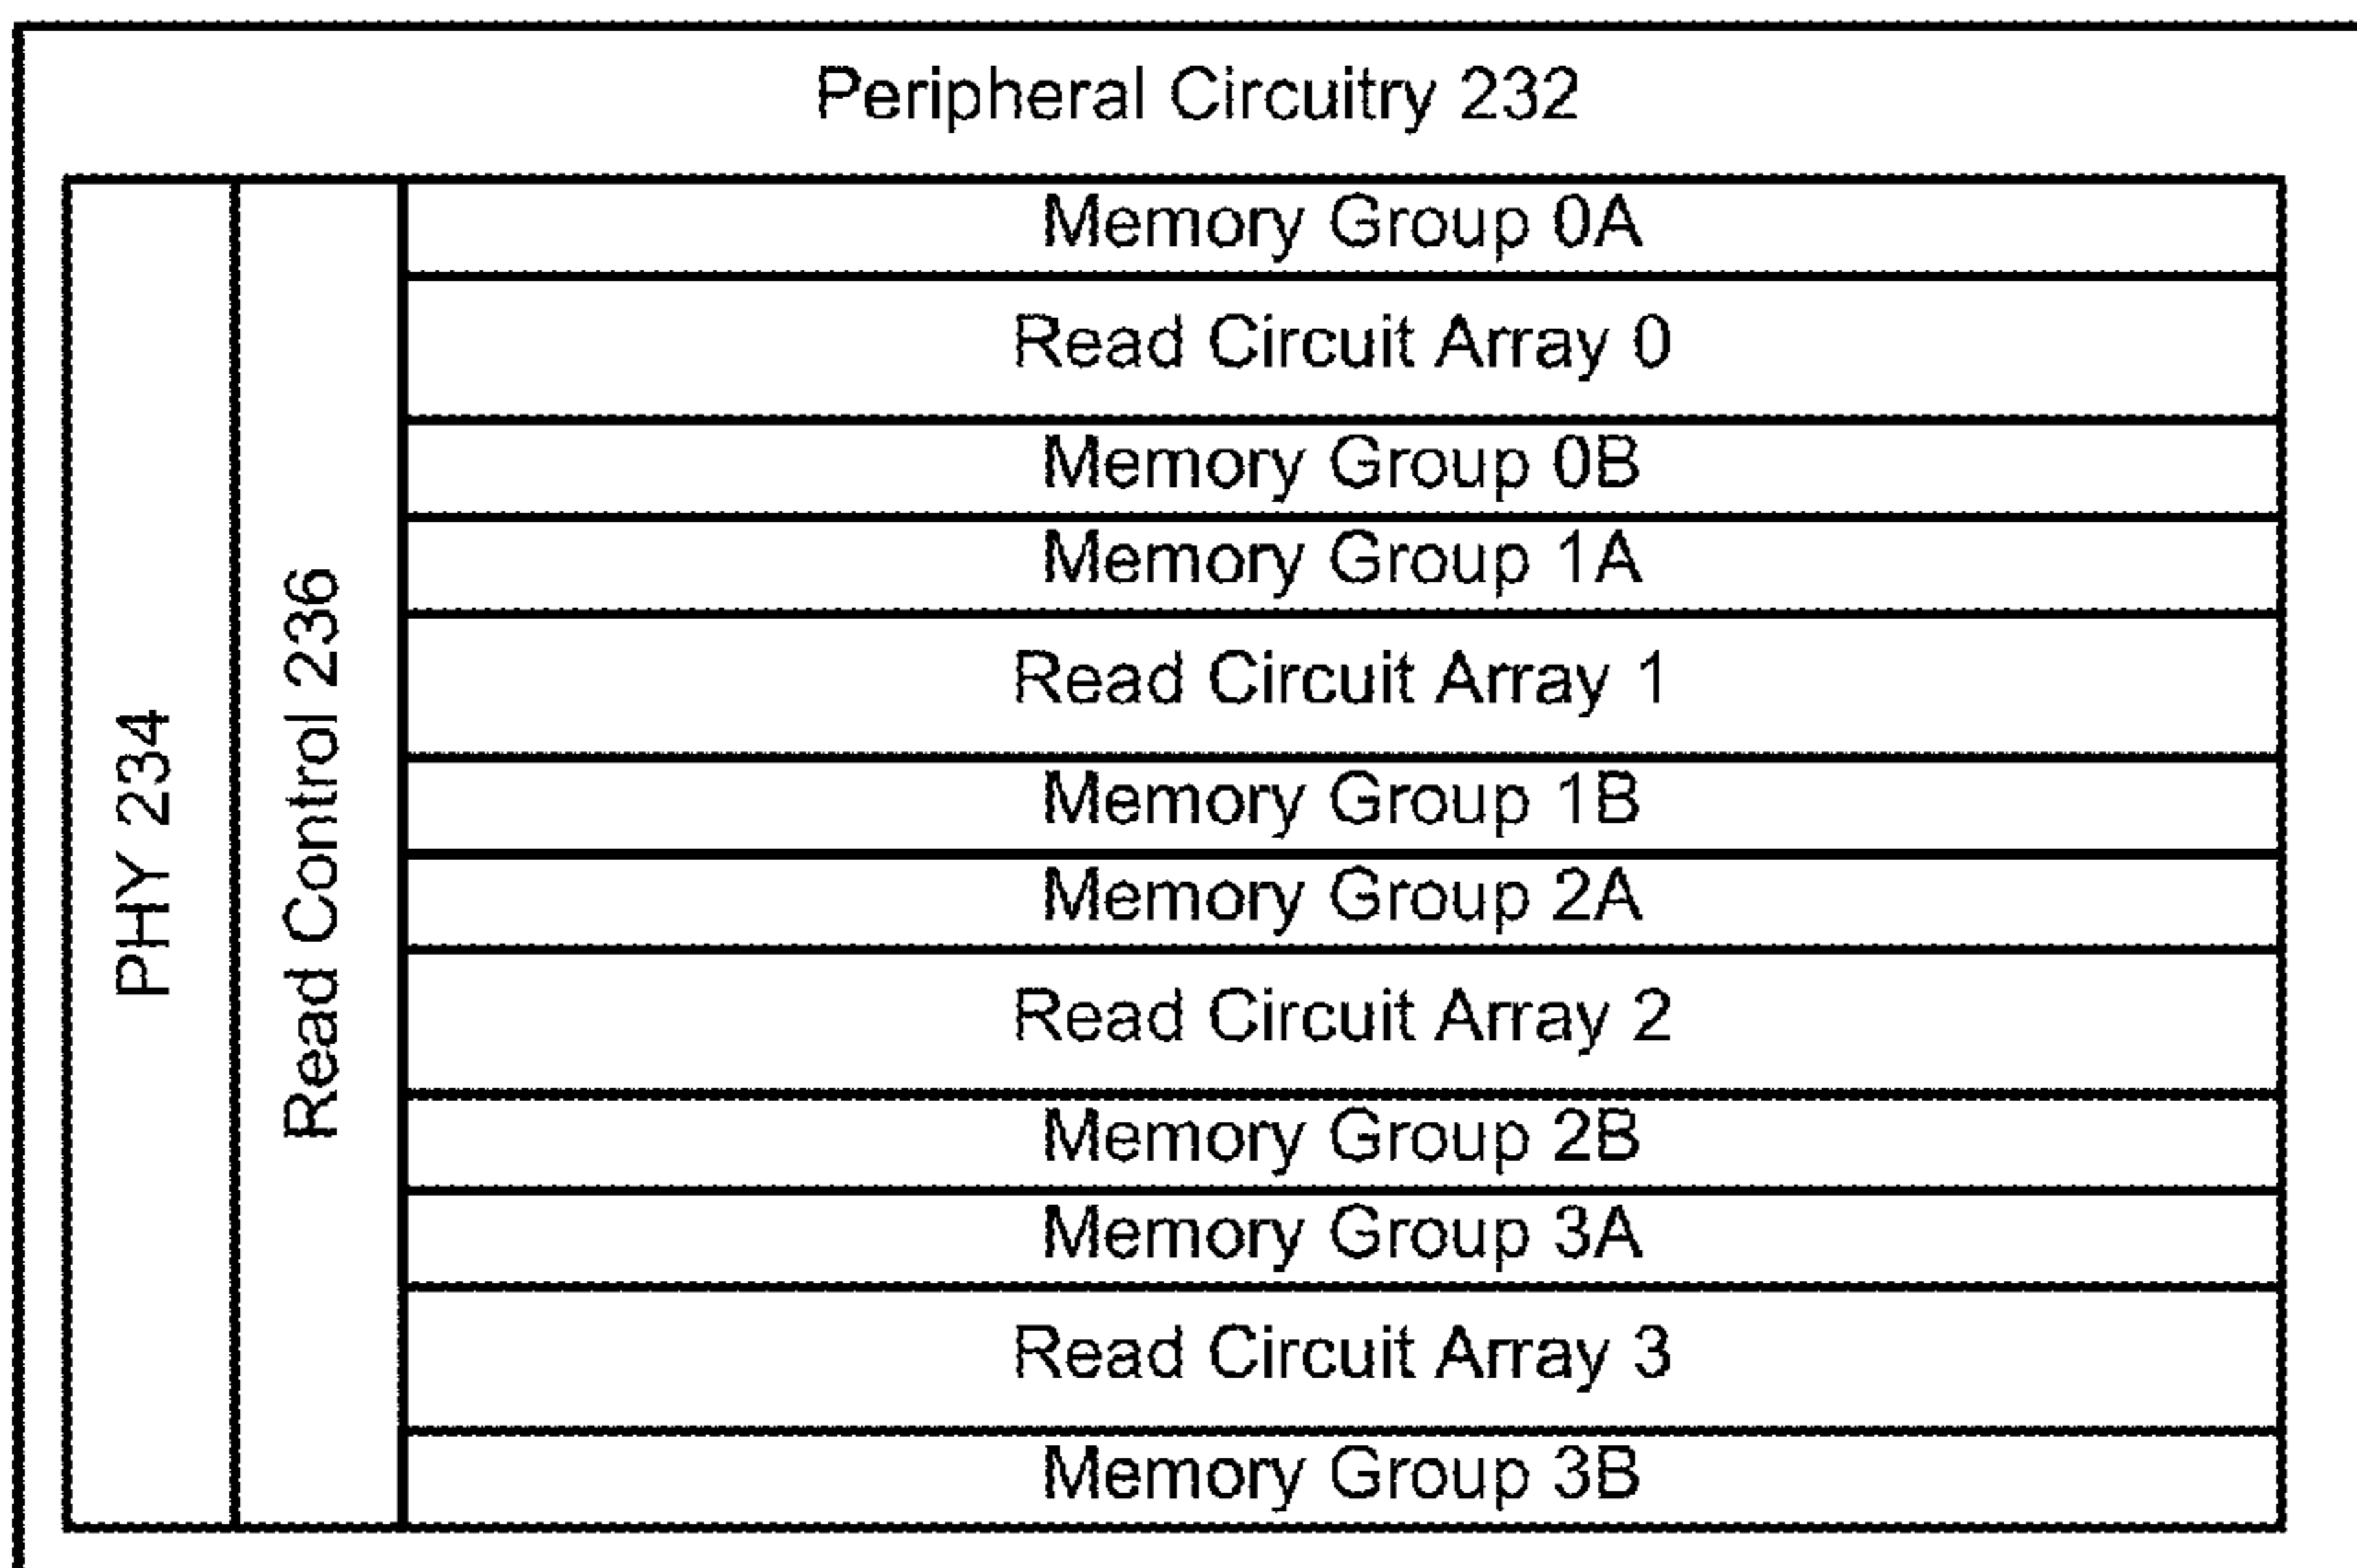 Peripheral Circuitry 232
PHY 234
Read Control 236
Memory Group 0A
Read Circuit Array 0
Memory Group 0B
Memory Group 1A
Read Circuit Array 1
Memory Group 1B
Memory Group 2A
Read Circuit Array 2
Memory Group 2B
Memory Group 3A
Read Circuit Array 3
Memory Group 3B